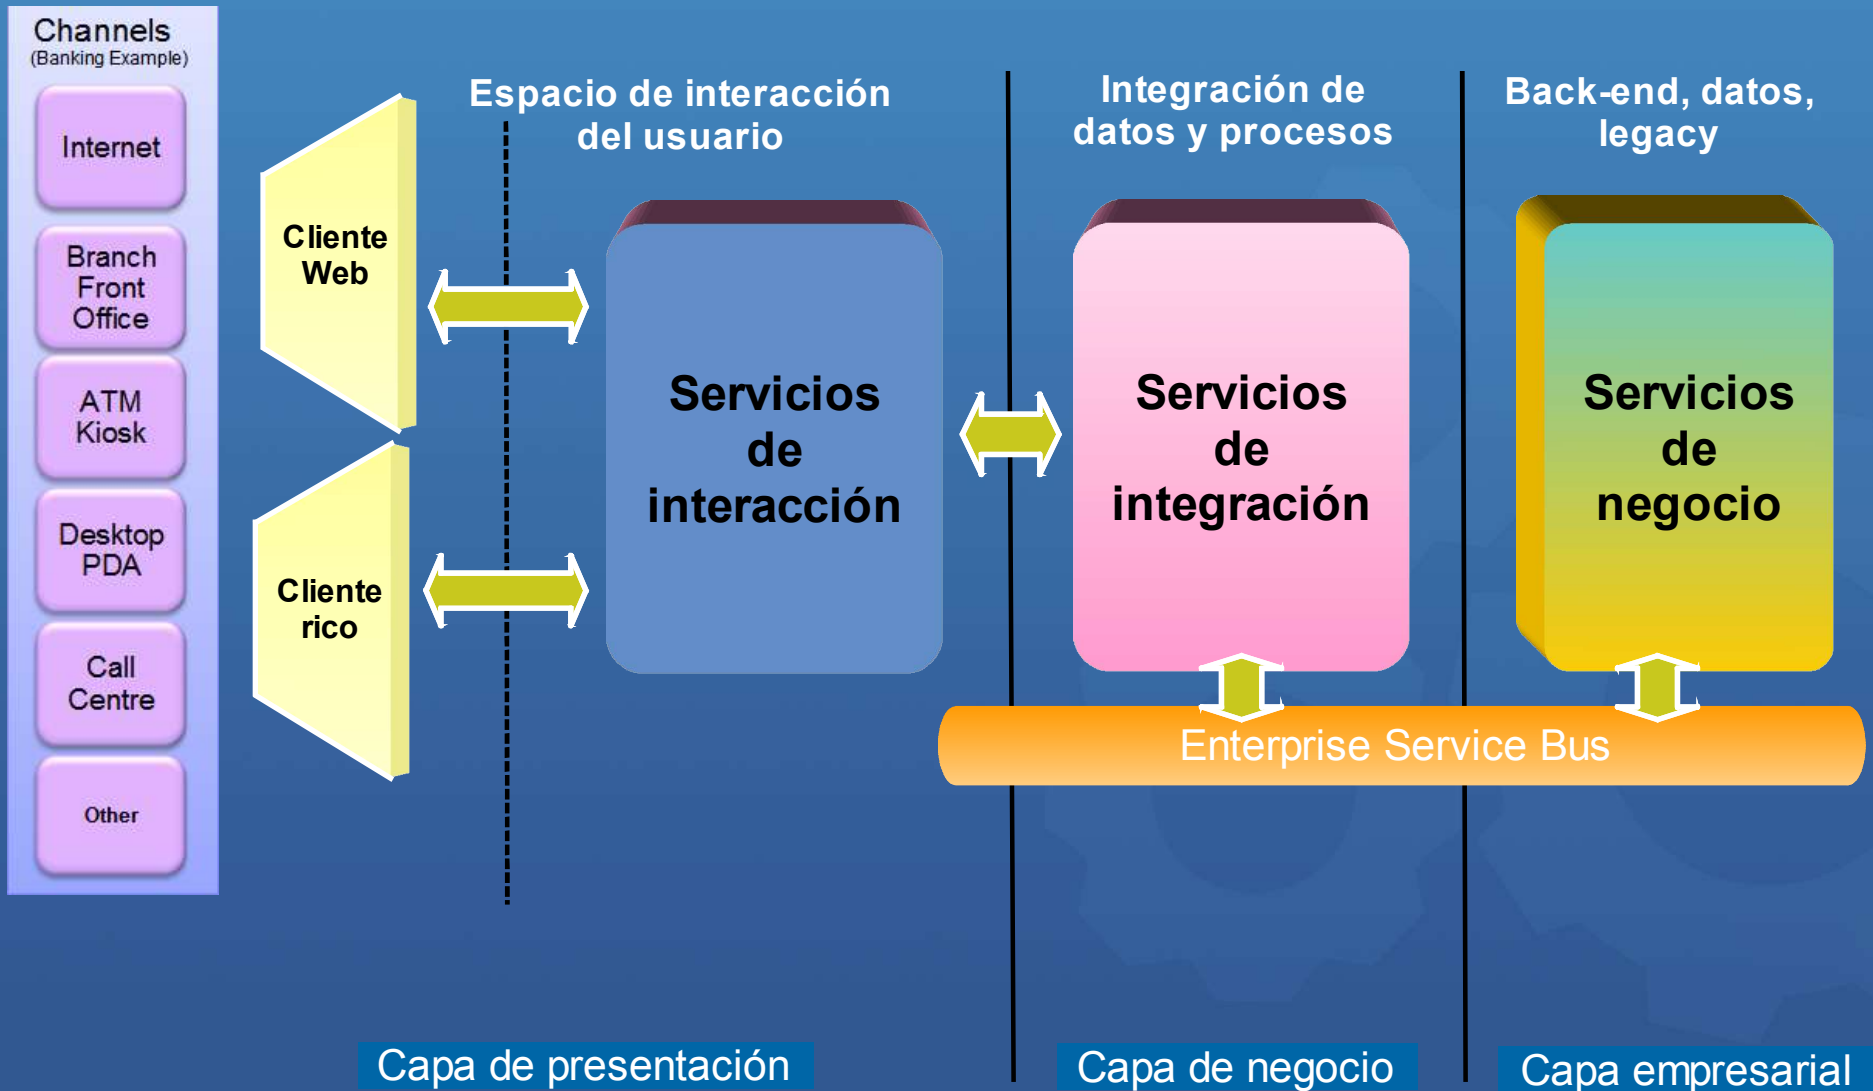 Channels
(Banking Example)
Internet
Branch
Front
Office
ATM
Kiosk
Desktop
PDA
Call
Centre
Other
Cliente
Web
Cliente
rico
Espacio de interacción
del usuario
Servicios
de
interacción
Integración de
datos y procesos
Servicios
de
integración
Back-end, datos,
legacy
Servicios
de
negocio
Enterprise Service Bus
Capa de presentación
Capa de negocio
Capa empresarial